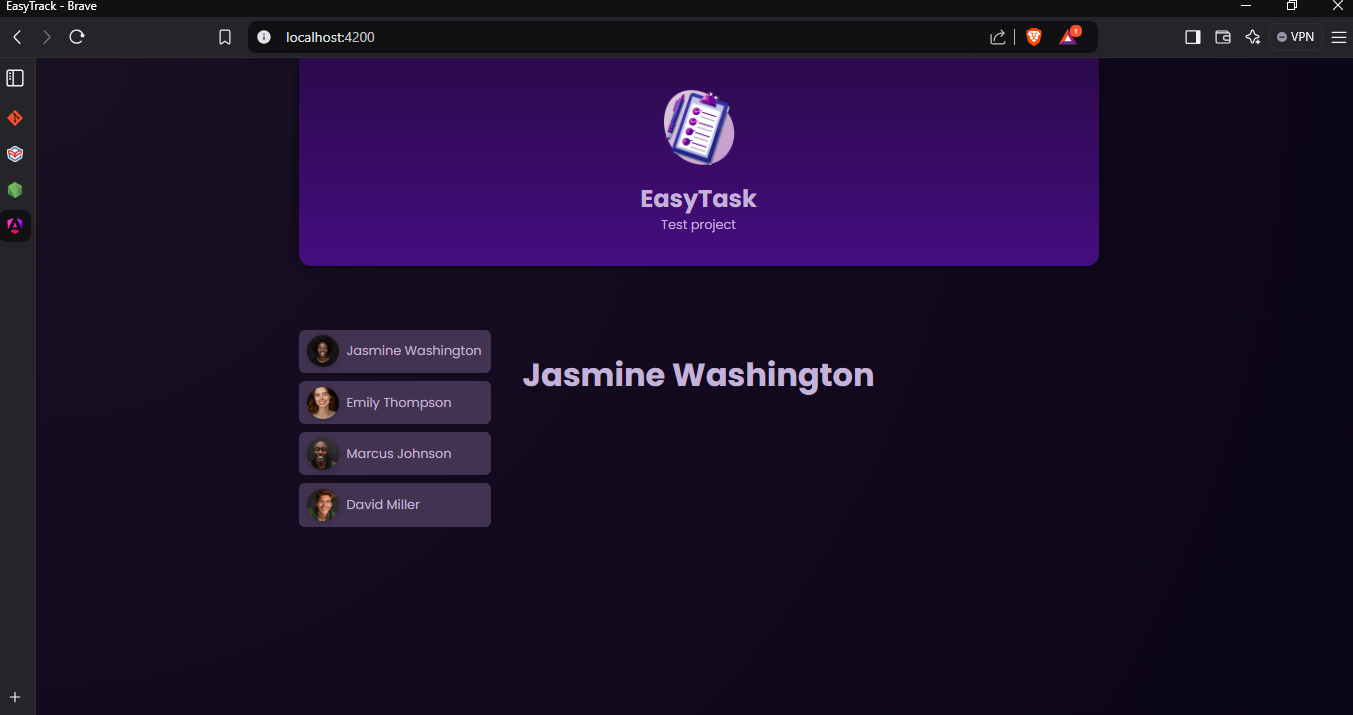 EasyTrack - Brave
localhost:4200
1
VPN
EasyTask
Test project
Jasmine Washington
Emily Thompson
Marcus Johnson
David Miller
Jasmine Washington